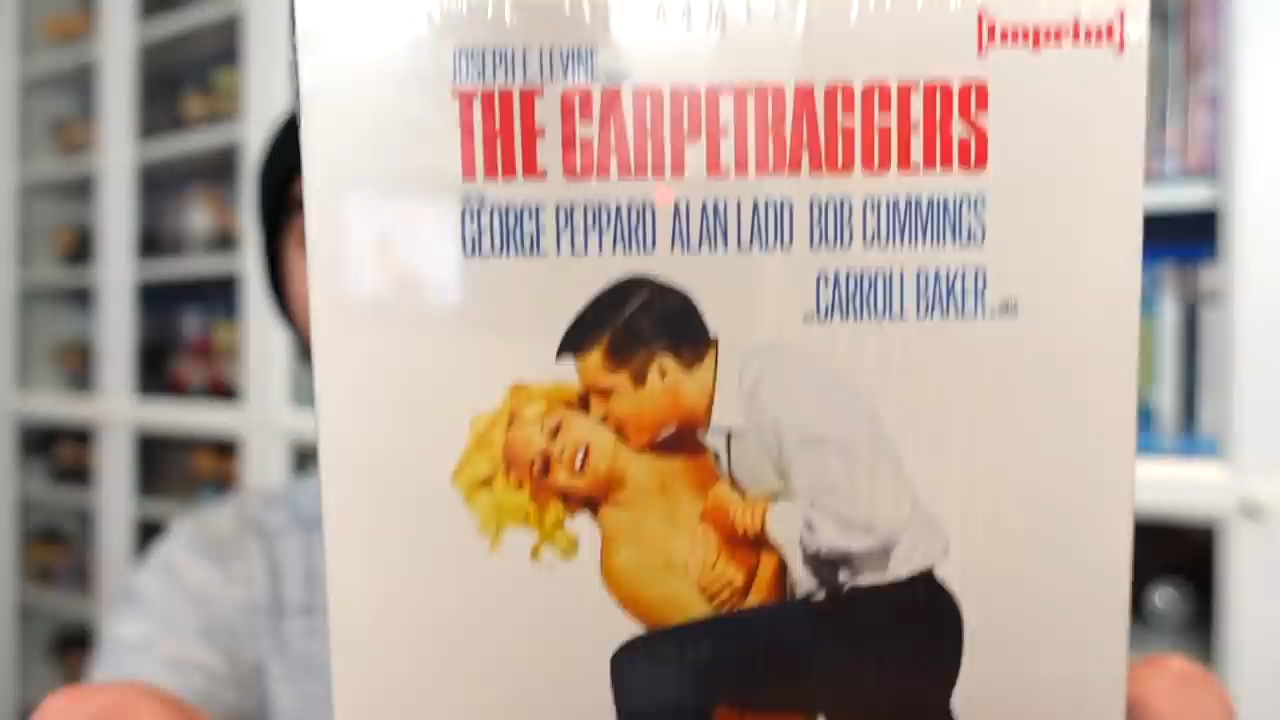 [Imprint]
JOSEPH E. LEVINE
THE CARPETBAGGERS
GEORGE PEPPARD ALAN LADD BOB CUMMINGS
CARROLL BAKER